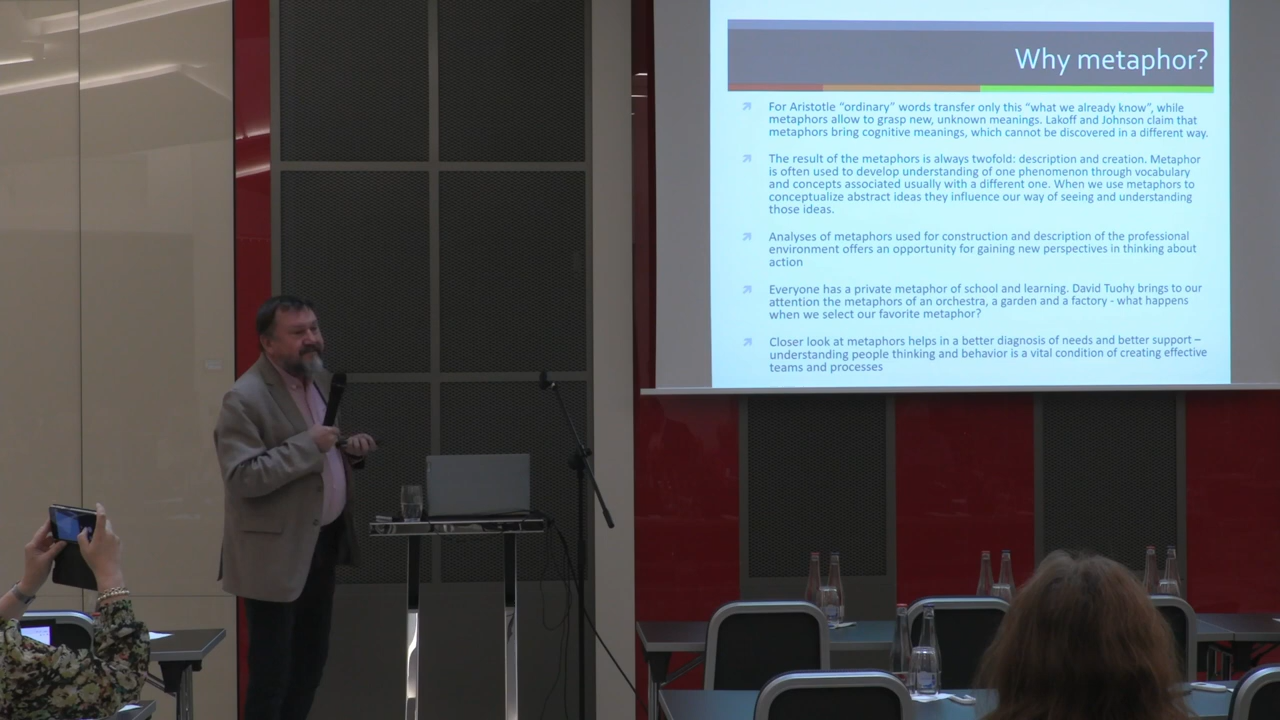 Why metaphor?
For Aristotle "ordinary" words transfer only this "what we already know", while
metaphors allow to grasp new, unknown meanings. Lakoff and Johnson claim that
metaphors bring cognitive meanings, which cannot be discovered in a different way.
The result of the metaphors is always twofold: description and creation. Metaphor
is often used to develop understanding of one phenomenon through vocabulary
and concepts associated usually with a different one. When we use metaphors to
conceptualize abstract ideas they influence our way of seeing and understanding
those ideas.
Analyses of metaphors used for construction and description of the professional
environment offers an opportunity for gaining new perspectives in thinking about
action
Everyone has a private metaphor of school and learning. David Tuohy brings to our
attention the metaphors of an orchestra, a garden and a factory - what happens
when we select our favorite metaphor?
Closer look at metaphors helps in a better diagnosis of needs and better support –
understanding people thinking and behavior is a vital condition of creating effective
teams and processes